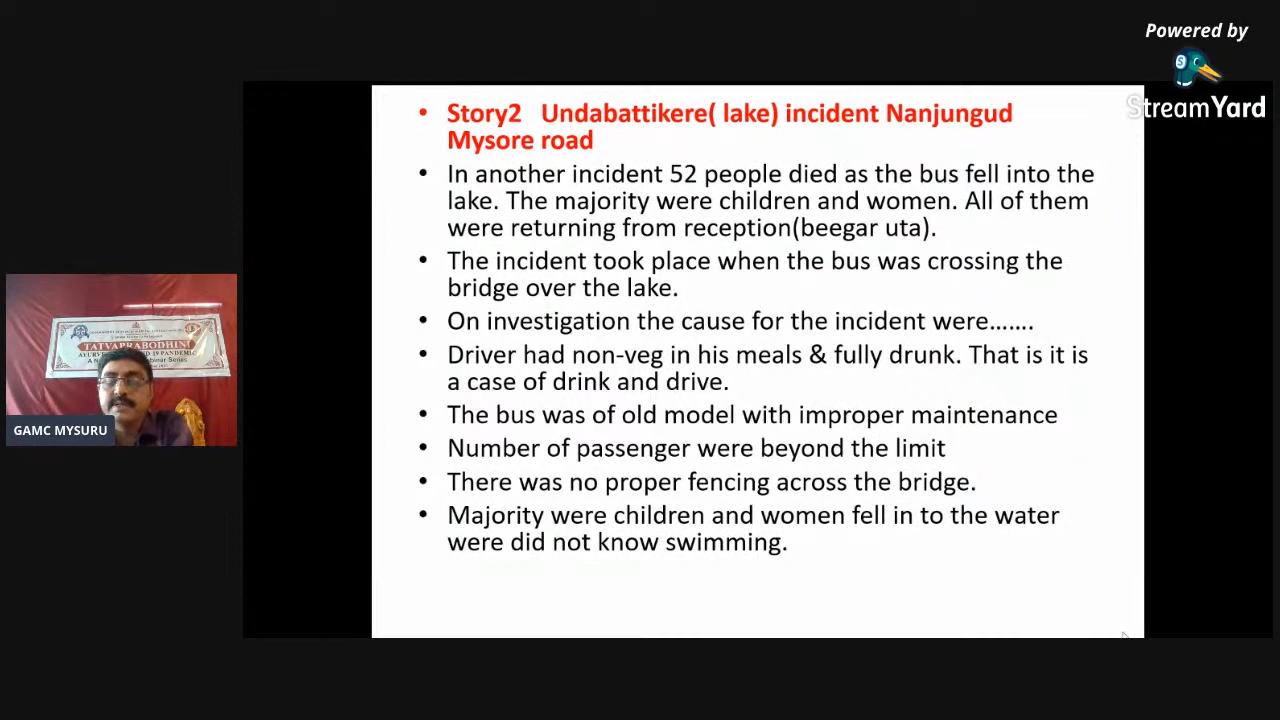 Powered by
StreamYard
• Story2 Undabattikere( lake) incident Nanjungud
Mysore road
• In another incident 52 people died as the bus fell into the
lake. The majority were children and women. All of them
were returning from reception(beegar uta).
• The incident took place when the bus was crossing the
bridge over the lake.
• On investigation the cause for the incident were.......
• Driver had non-veg in his meals & fully drunk. That is it is
a case of drink and drive.
• The bus was of old model with improper maintenance
• Number of passenger were beyond the limit
• There was no proper fencing across the bridge.
• Majority were children and women fell in to the water
were did not know swimming.
TATVAPRABODHINI
GAMC MYSURU